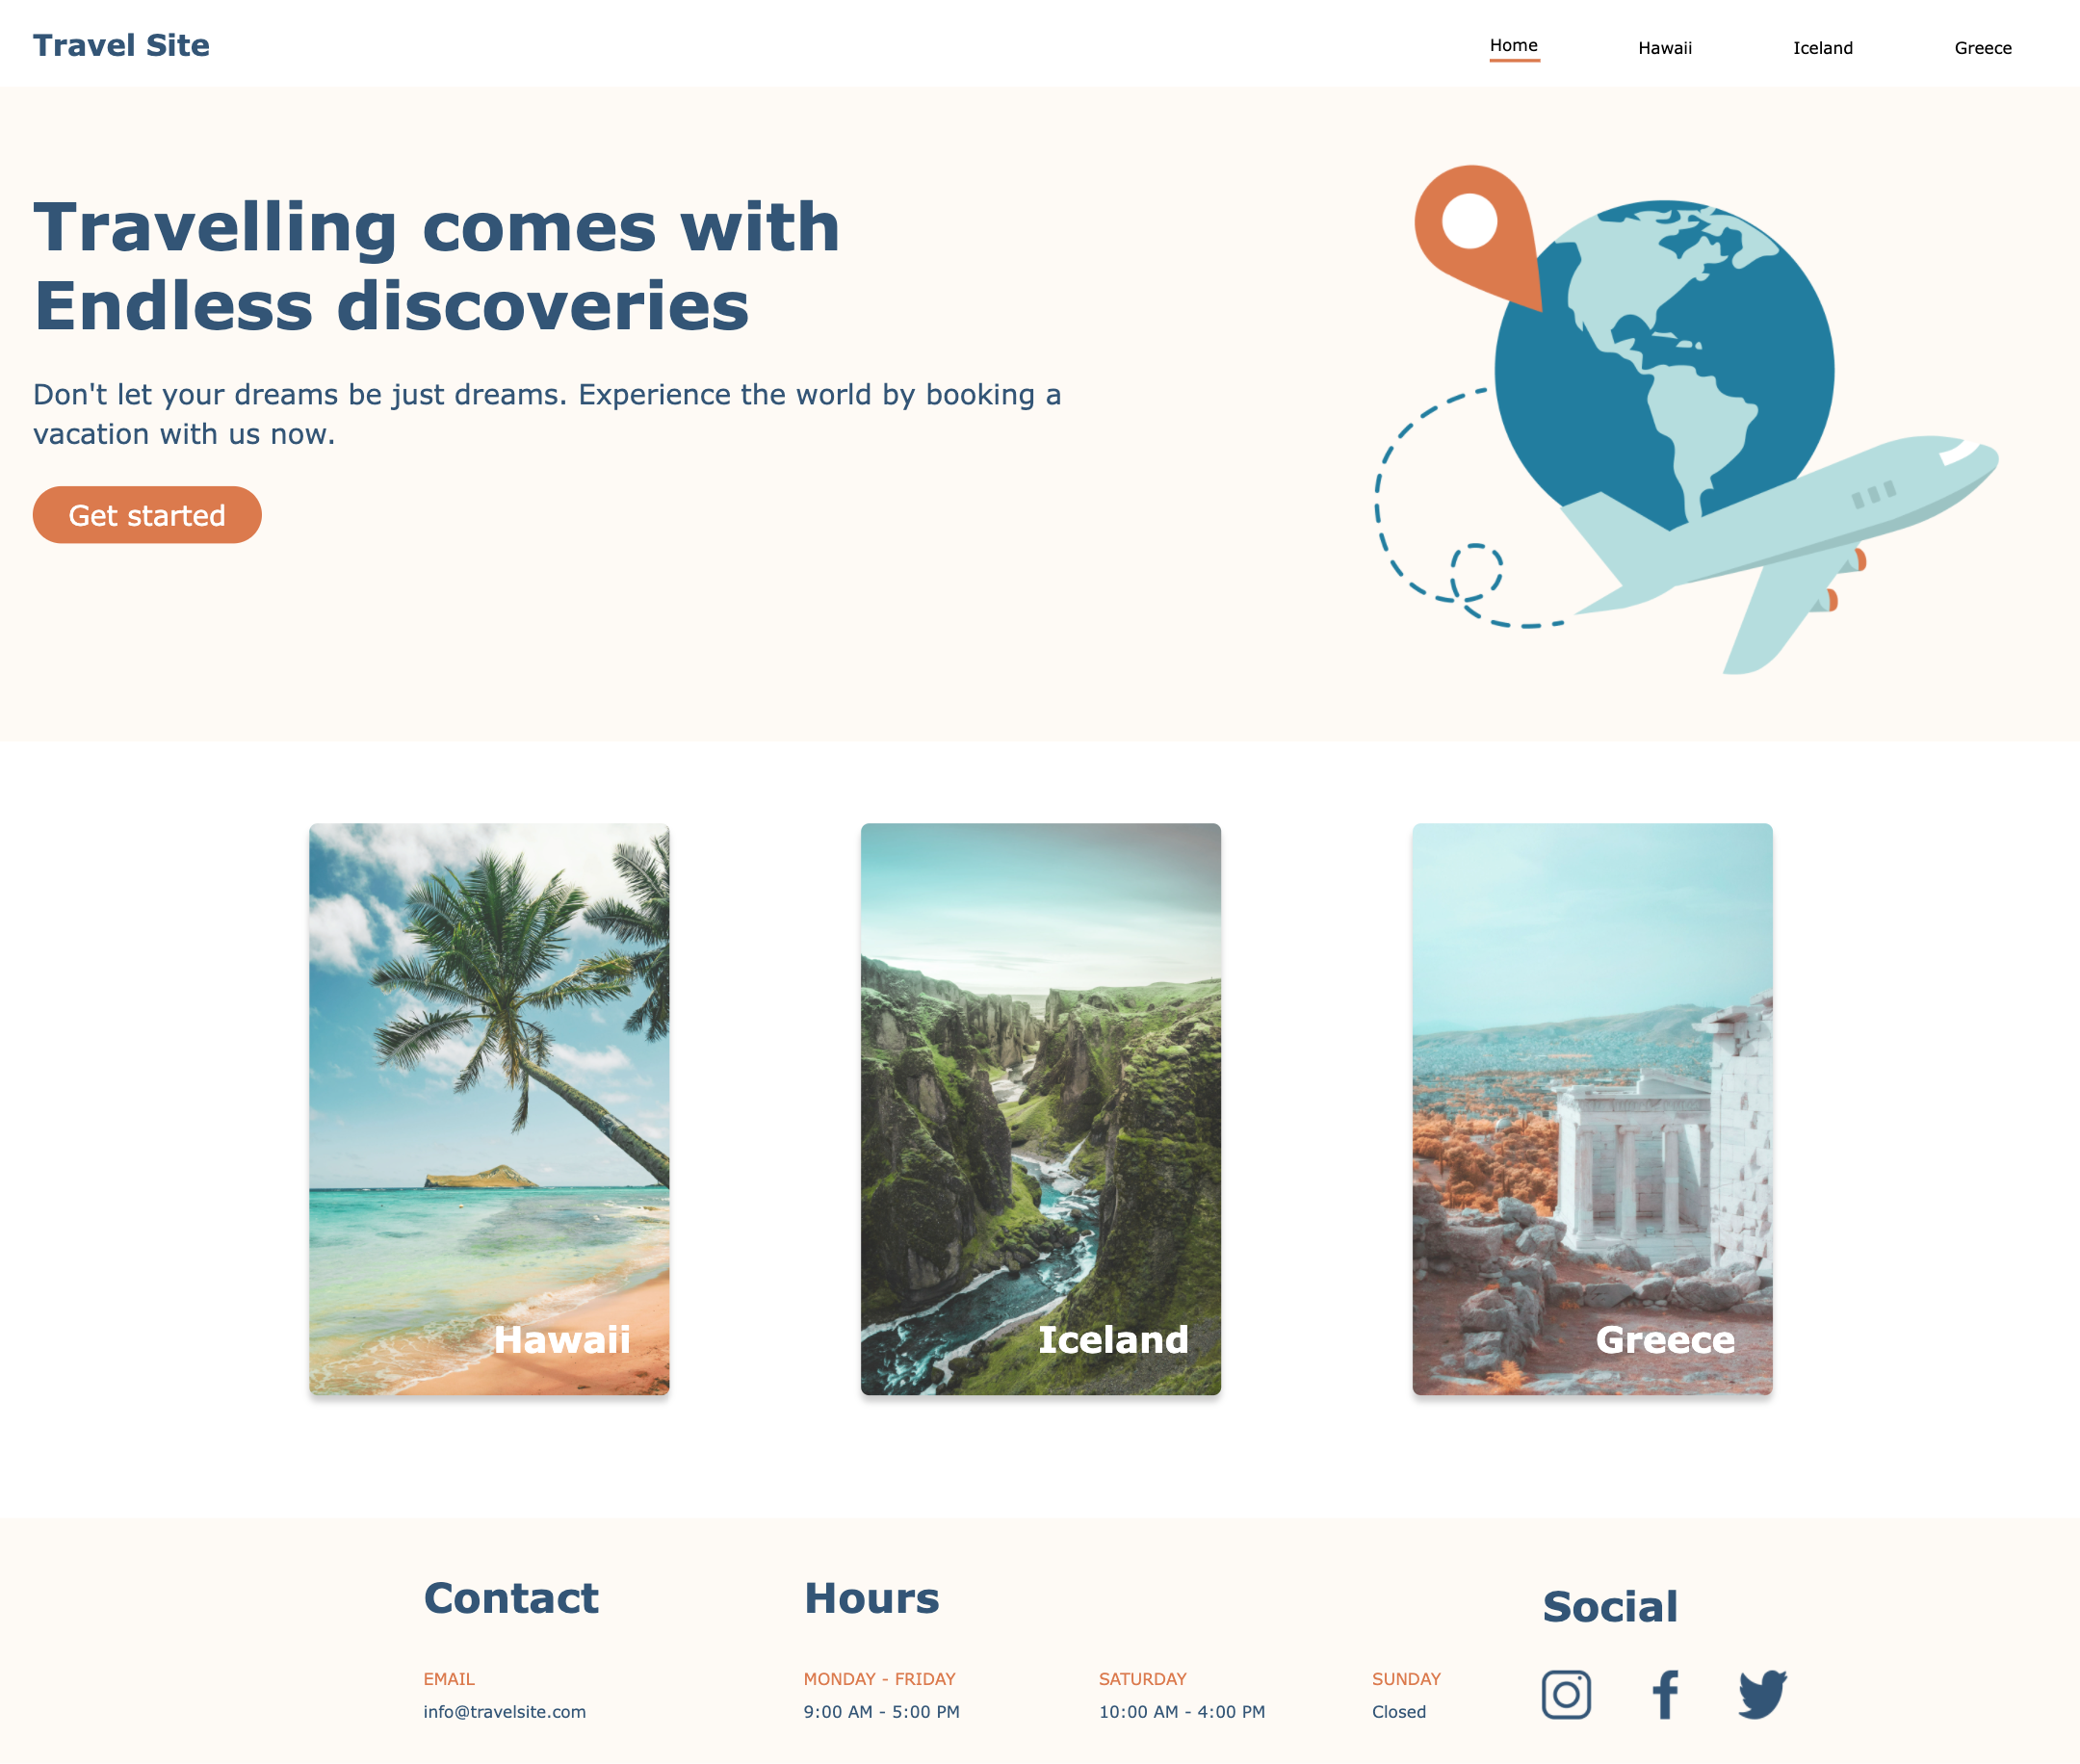 Travel Site
Home
Hawaii
Iceland
Greece
Travelling comes with
Endless discoveries
Don't let your dreams be just dreams. Experience the world by booking a
vacation with us now.
Get started
Hawaii
Iceland
Greece
Contact
EMAIL
info@travelsite.com
Hours
MONDAY - FRIDAY
9:00 AM - 5:00 PM
SATURDAY
10:00 AM - 4:00 PM
SUNDAY
Closed
Social